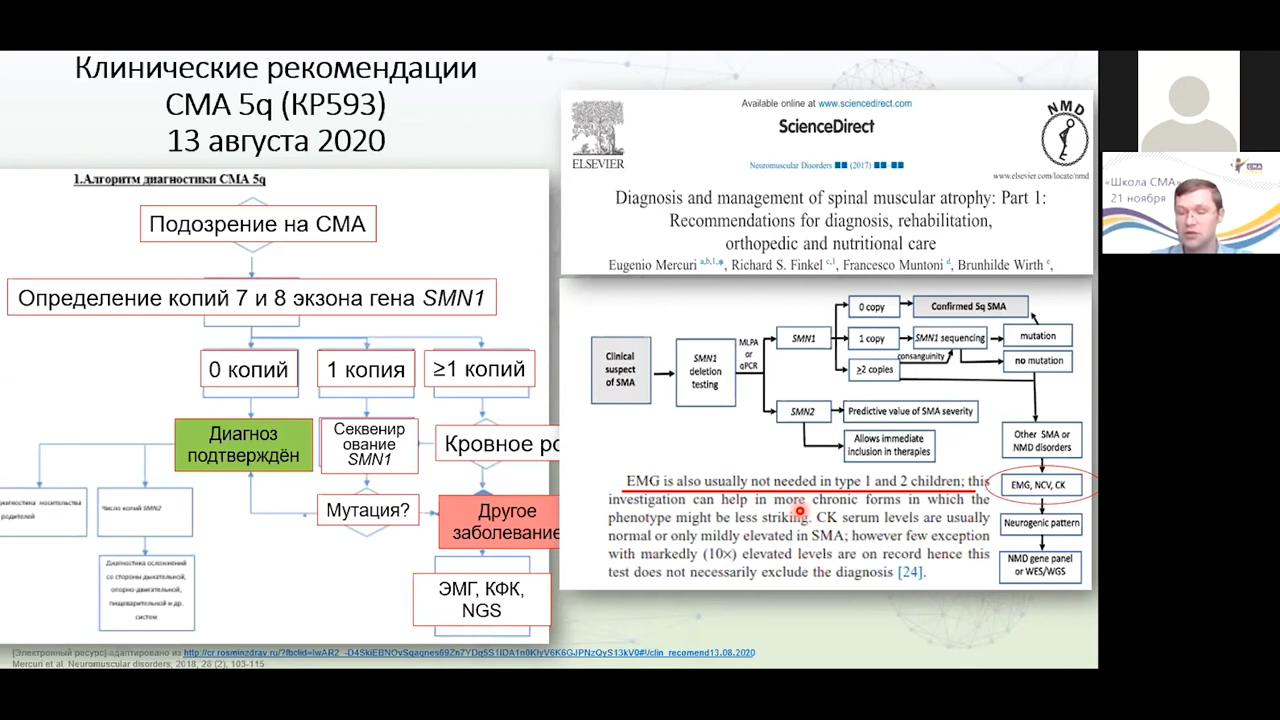 Клинические рекомендации
СМА 5q (КР593)
13 августа 2020
1.Алгоритм диагностики СМА 5q
Подозрение на СМА
Определение копий 7 и 8 экзона гена SMN1
0 копий
1 копия
≥1 копий
Диагноз
подтверждён
Секвенир
ование
SMN1
Кровное ро
Мутация?
Другое
заболевание
ЭМГ, КФК,
NGS
диагностика носительства
родителей
Число копий SMN2
Диагностика осложнений
со стороны дыхательной,
опорно-двигательной,
пищеварительной и др.
систем
Available online at www.sciencedirect.com
ScienceDirect
ELSEVIER
NMD
Neuromuscular Disorders ■■ (2017) ■■–■■
www.elsevier.com/locate/nmd
Diagnosis and management of spinal muscular atrophy: Part 1:
Recommendations for diagnosis, rehabilitation,
orthopedic and nutritional care
Eugenio Mercuri a,b,1,*, Richard S. Finkel c,1, Francesco Muntoni d, Brunhilde Wirth e,
Clinical
suspect
of SMA
SMN1
deletion
testing
MLPA
or
qPCR
SMN1
0 copy
Confirmed 5q SMA
1 copy
SMN1 sequencing
mutation
consanguinity
≥2 copies
no mutation
SMN2
Predictive value of SMA severity
Allows immediate
inclusion in therapies
Other SMA or
NMD disorders
EMG, NCV, CK
Neurogenic pattern
NMD gene panel
or WES/WGS
EMG is also usually not needed in type 1 and 2 children; this
investigation can help in more chronic forms in which the
phenotype might be less striking. CK serum levels are usually
normal or only mildly elevated in SMA; however few exception
with markedly (10×) elevated levels are on record hence this
test does not necessarily exclude the diagnosis [24].
[Электронный ресурс] адаптировано из
Mercuri et al. Neuromuscular disorders, 2018, 28 (2), 103-115
«Школа СМА»
21 ноября
СМА